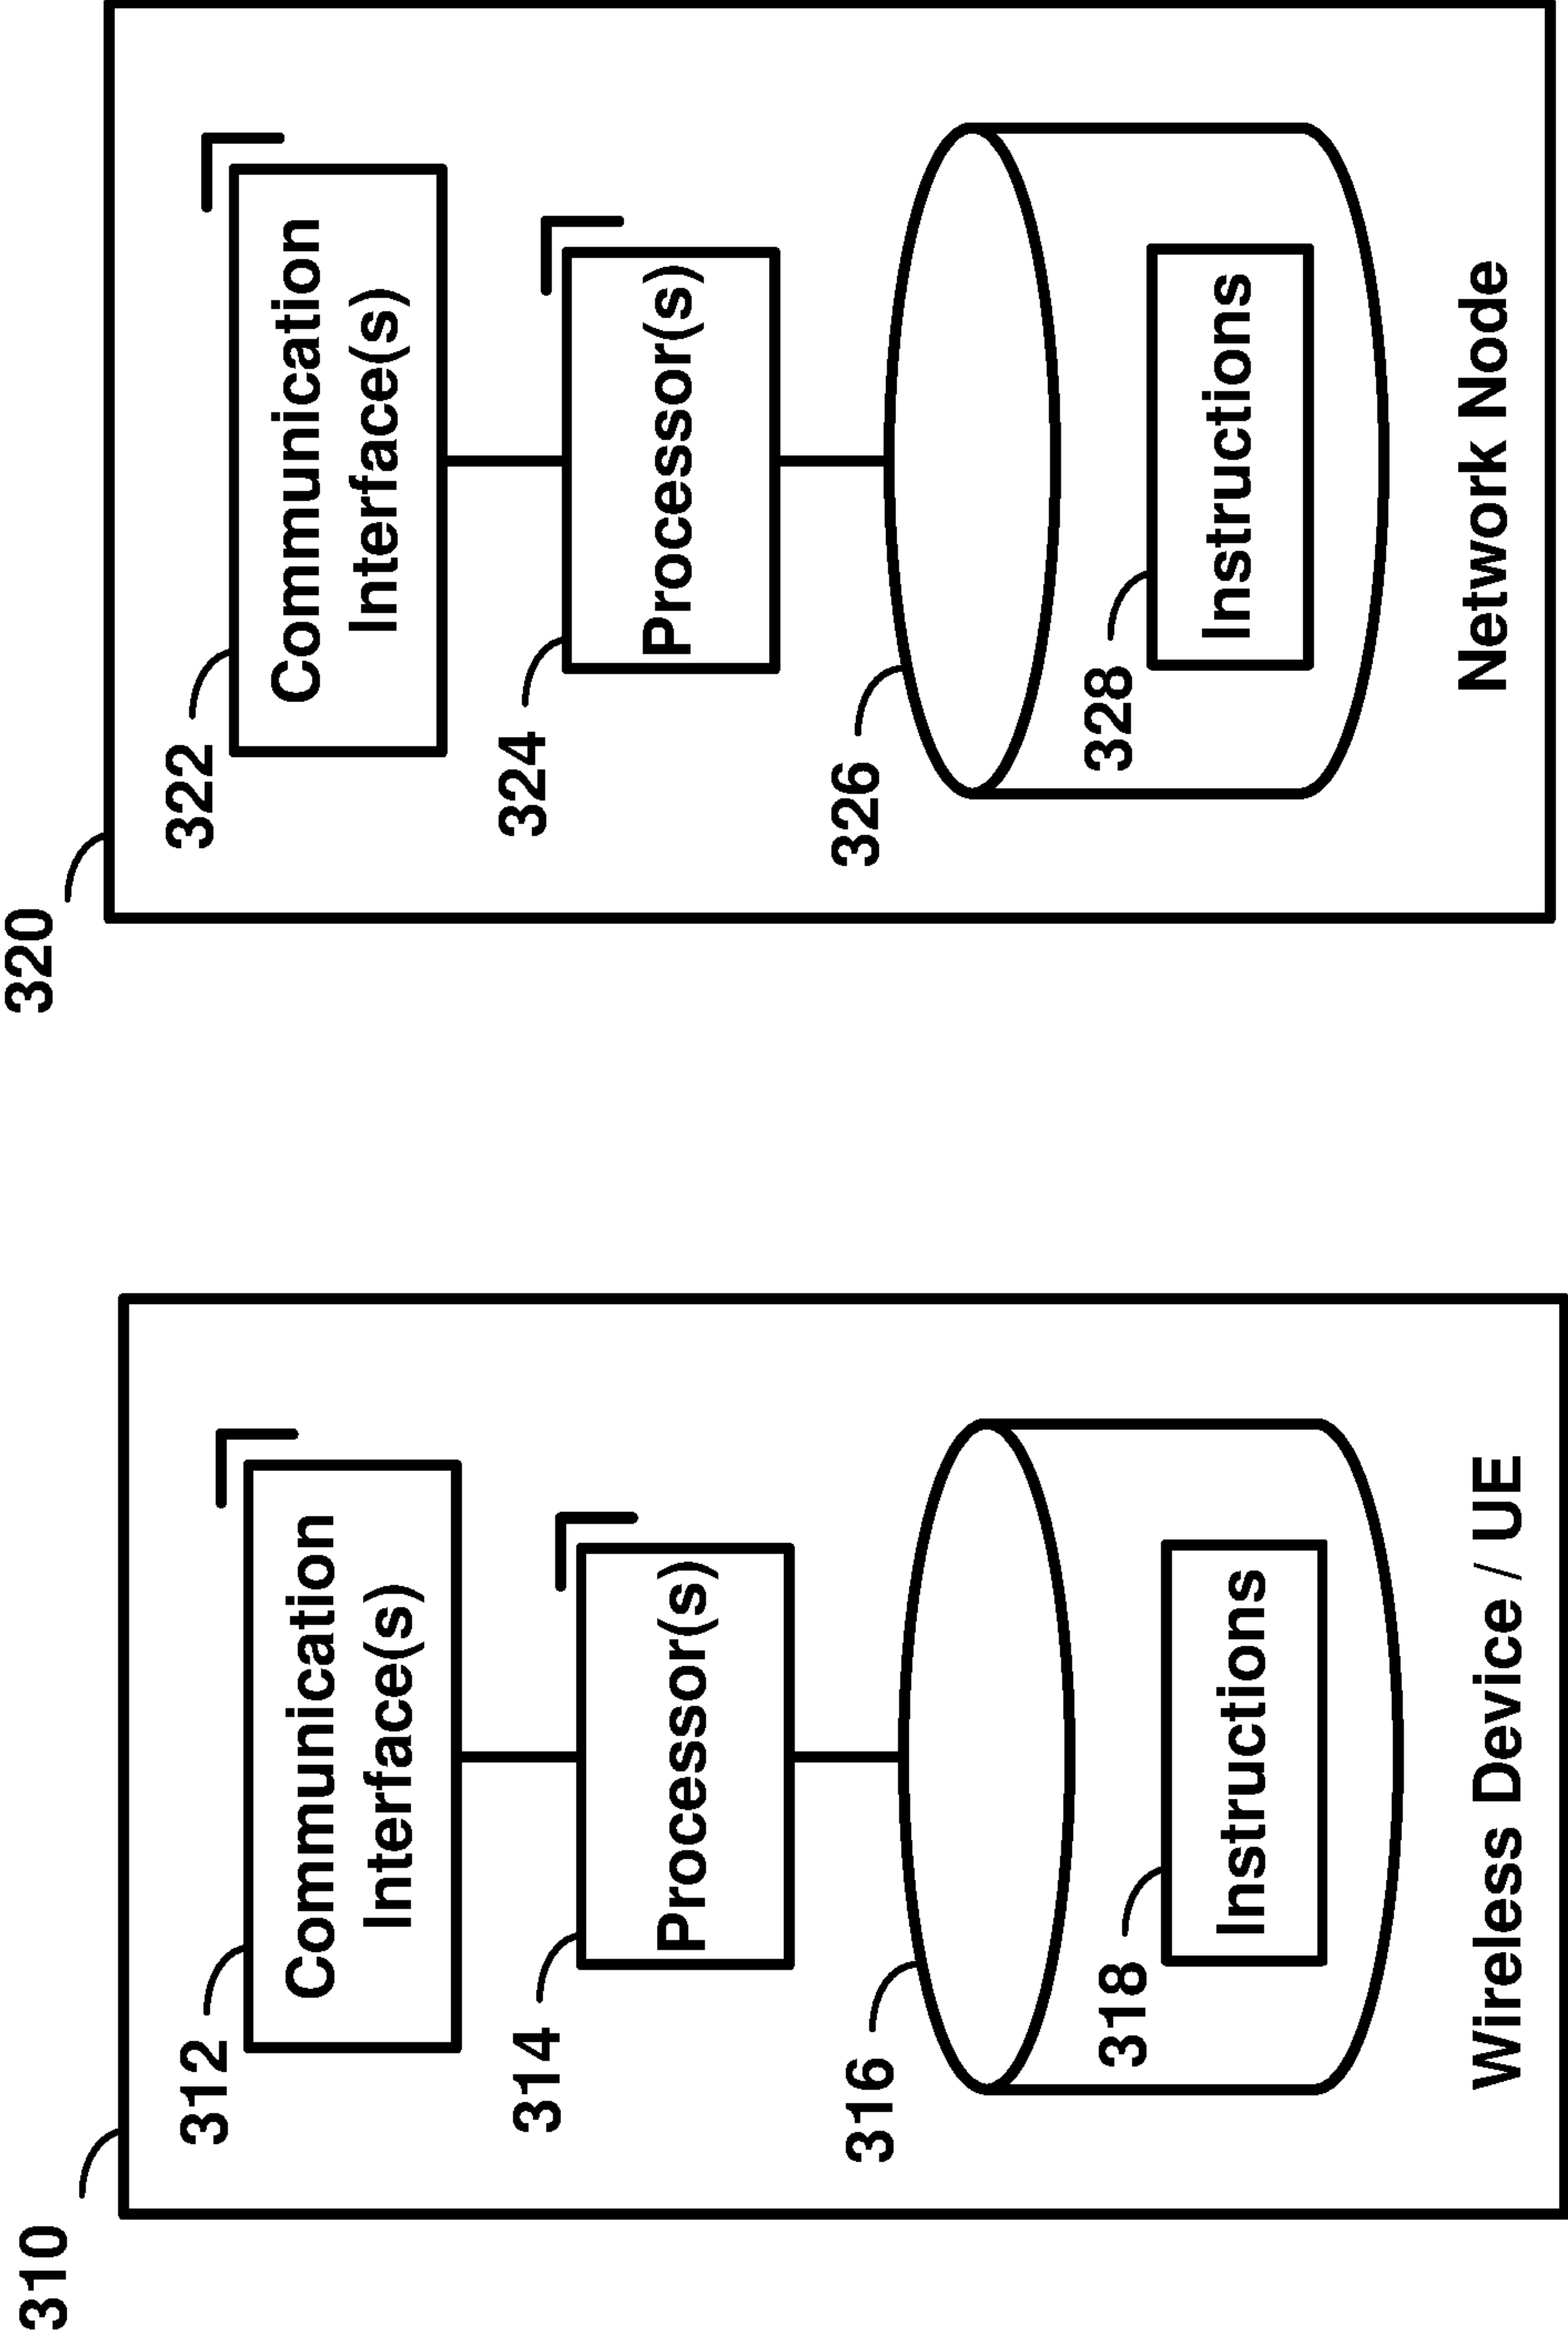 310
312
Communication
Interface(s)
314
Processor(s)
316
318
Instructions
Wireless Device / UE
320
322
Communication
Interface(s)
324
Processor(s)
326
328
Instructions
Network Node